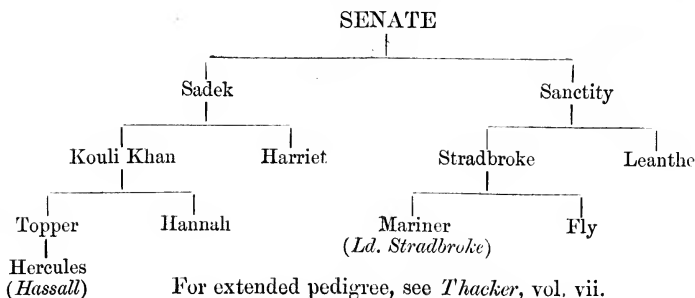 SENATE
Sadek Sanctity
Kouli Khan Harriet Stradbroke Leanthe
Topper Hannah Mariner Fly
(Ld. Stradbroke)
Hercules
(Hassall) For extended pedigree, see Thacker, vol. vii.